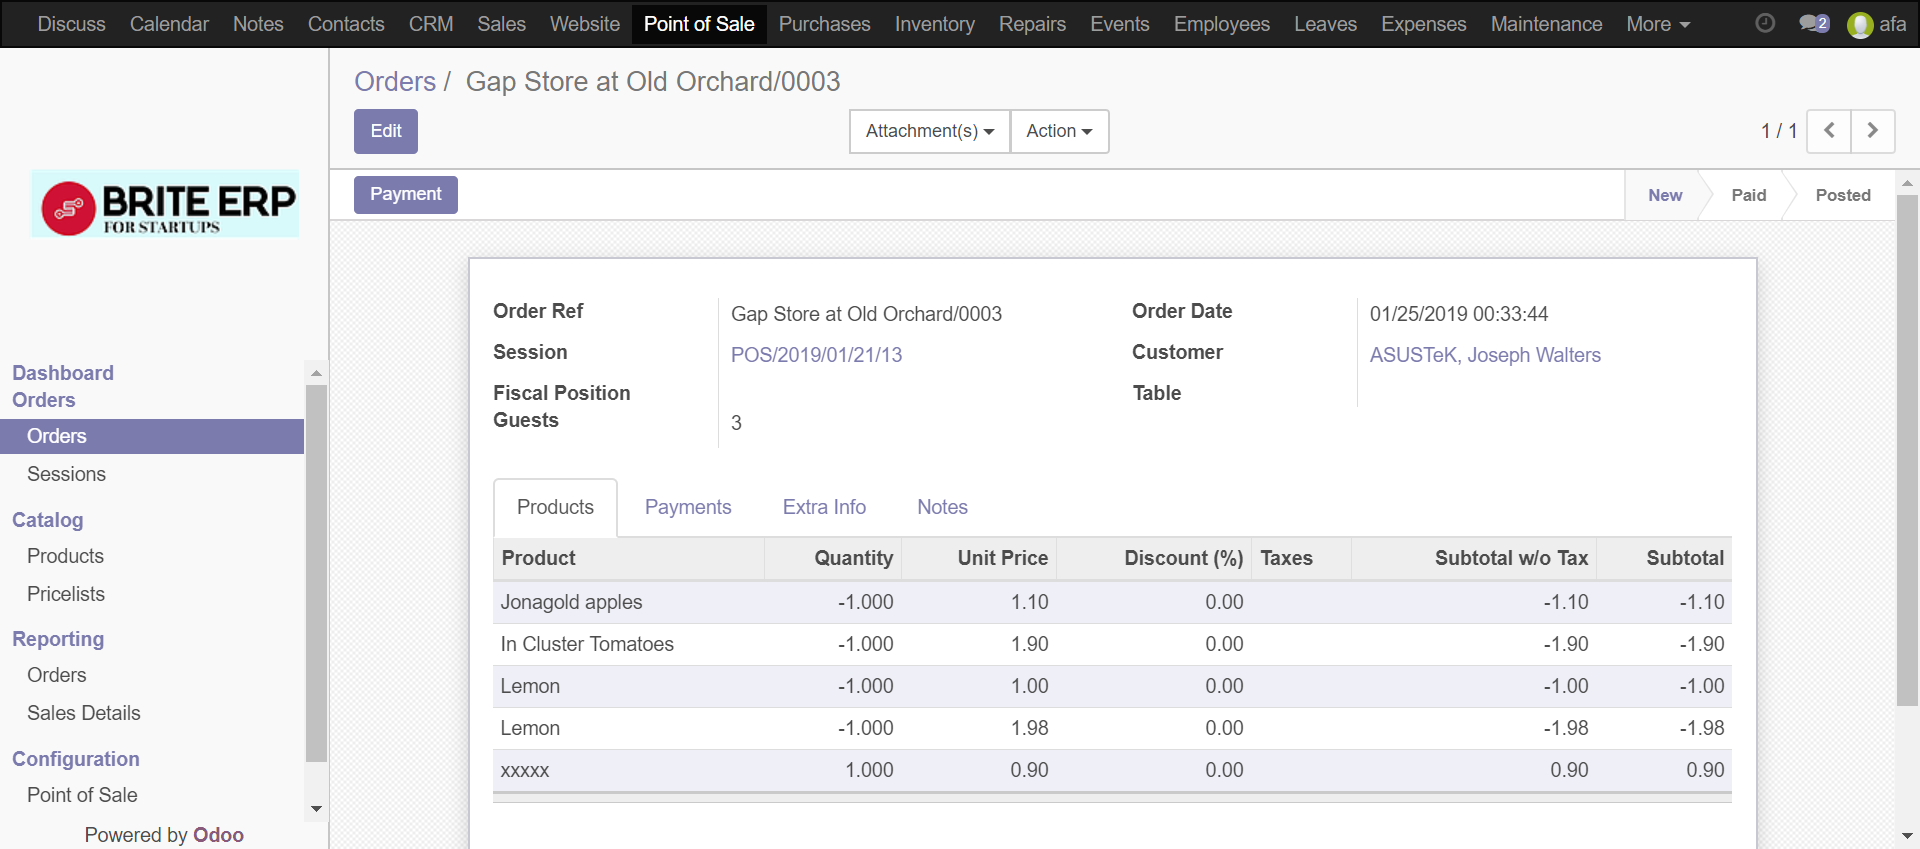 Discuss Calendar Notes Contacts CRM Sales Website Point of Sale Purchases Inventory Repairs Events Employees Leaves Expenses Maintenance More 2 afa
Orders / Gap Store at Old Orchard/0003
Edit Attachment(s) Action 1 / 1
Payment New Paid Posted
BRITE ERP
FOR STARTUPS
Dashboard
Orders
Orders
Sessions
Catalog
Products
Pricelists
Reporting
Orders
Sales Details
Configuration
Point of Sale
Powered by Odoo
Order Ref Gap Store at Old Orchard/0003 Order Date 01/25/2019 00:33:44
Session POS/2019/01/21/13 Customer ASUSTeK, Joseph Walters
Fiscal Position Table
Guests 3
Products Payments Extra Info Notes
Product Quantity Unit Price Discount (%) Taxes Subtotal w/o Tax Subtotal
Jonagold apples -1.000 1.10 0.00 -1.10 -1.10
In Cluster Tomatoes -1.000 1.90 0.00 -1.90 -1.90
Lemon -1.000 1.00 0.00 -1.00 -1.00
Lemon -1.000 1.98 0.00 -1.98 -1.98
xxxxx 1.000 0.90 0.00 0.90 0.90